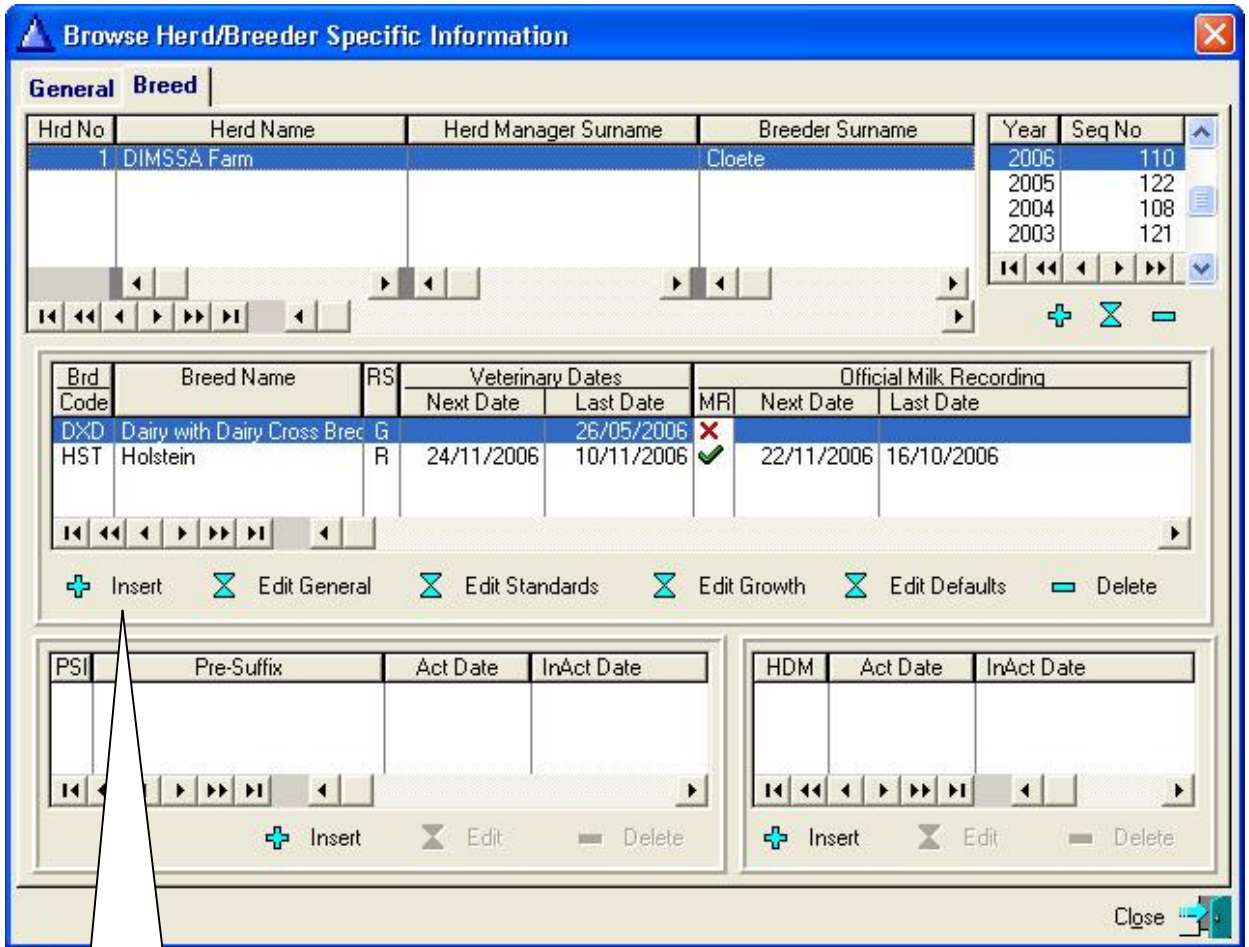 Browse Herd/Breeder Specific Information
General Breed
Hrd No Herd Name Herd Manager Surname Breeder Surname Year Seq No
1 DIMSSA Farm Cloete 2006 110
2005 122
2004 108
2003 121
Brd Code Breed Name RS Veterinary Dates Official Milk Recording
Next Date Last Date MR Next Date Last Date
DXD Dairy with Dairy Cross Bred G 26/05/2006
HST Holstein R 24/11/2006 10/11/2006 22/11/2006 16/10/2006
Insert Edit General Edit Standards Edit Growth Edit Defaults Delete
PSI Pre-Suffix Act Date InAct Date HDM Act Date InAct Date
Insert Edit Delete Insert Edit Delete
Close